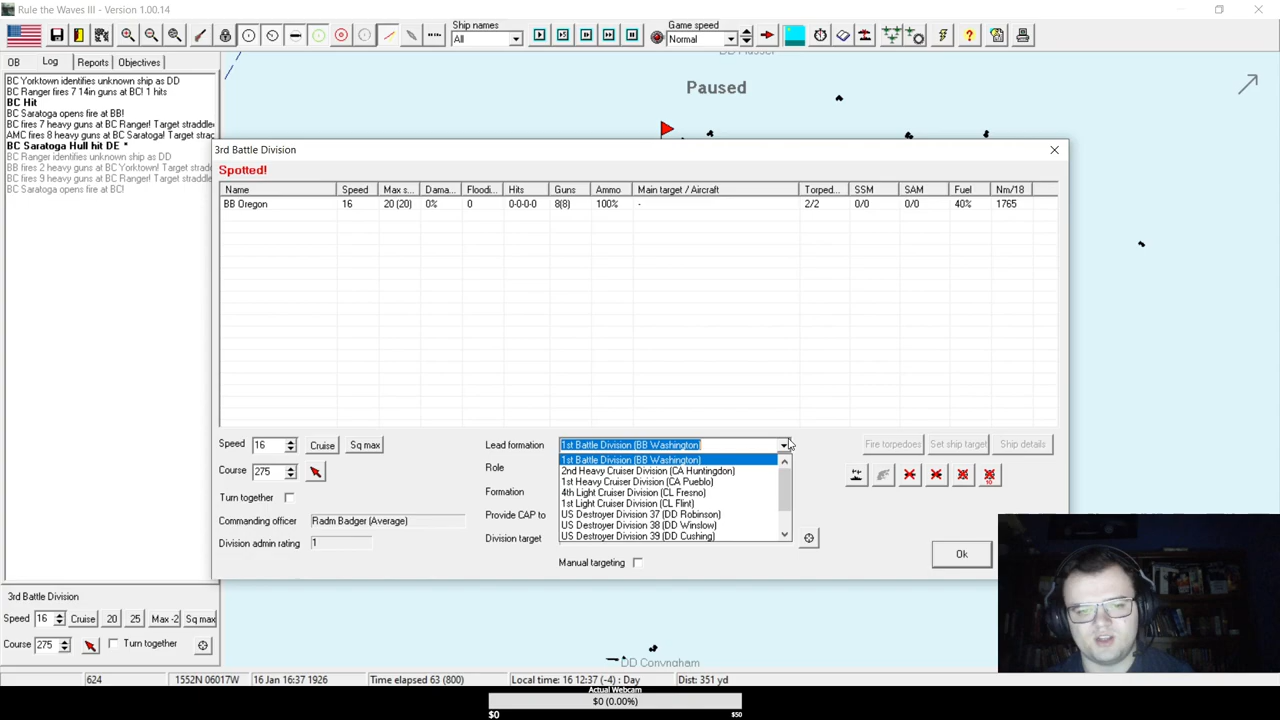 Rule the Waves III - Version 1.00.14
Ship names
All
Game speed
Normal
OB Log Reports Objectives
Paused
BC Yorktown identifies unknown ship as DD
BC Ranger fires 7 14in guns at BC! 1 hits
BC Hit
BC Saratoga opens fire at BB!
BC fires 7 heavy guns at BC Ranger! Target straddle
AMC fires 8 heavy guns at BC Saratoga! Target strac
BC Saratoga Hull hit DE *
BC Ranger identifies unknown ship as DD
BB fires 2 heavy guns at BC Yorktown! Target strad
BC fires 9 heavy guns at BC Ranger! Target straddl
BC Saratoga opens fire at BC!
3rd Battle Division
Spotted!
Name Speed Max s... Dama... Floodi... Hits Guns Ammo Main target / Aircraft Torped... SSM SAM Fuel Nm/18
BB Oregon 16 20 (20) 0% 0 0-0-0-0 8(8) 100% - 2/2 0/0 0/0 40% 1765
Speed 16 Cruise Sq max
Course 275
Turn together
Commanding officer Radm Badger (Average)
Division admin rating 1
Lead formation 1st Battle Division (BB Washington)
Role
Formation
Provide CAP to
Division target
Manual targeting
1st Battle Division (BB Washington)
2nd Heavy Cruiser Division (CA Huntingdon)
1st Heavy Cruiser Division (CA Pueblo)
4th Light Cruiser Division (CL Fresno)
1st Light Cruiser Division (CL Flint)
US Destroyer Division 37 (DD Robinson)
US Destroyer Division 38 (DD Winslow)
US Destroyer Division 39 (DD Cushing)
Fire torpedoes Set ship target Ship details
10
Ok
3rd Battle Division
Speed 16 Cruise 20 25 Max -2 Sq max
Course 275 Turn together
DD Conyngham
624 1552N 06017W 16 Jan 16:37 1926 Time elapsed 63 (800) Local time: 16 12:37 (-4) : Day Dist: 351 yd
Actual Webcam
$0 (0.00%)
$0 $50